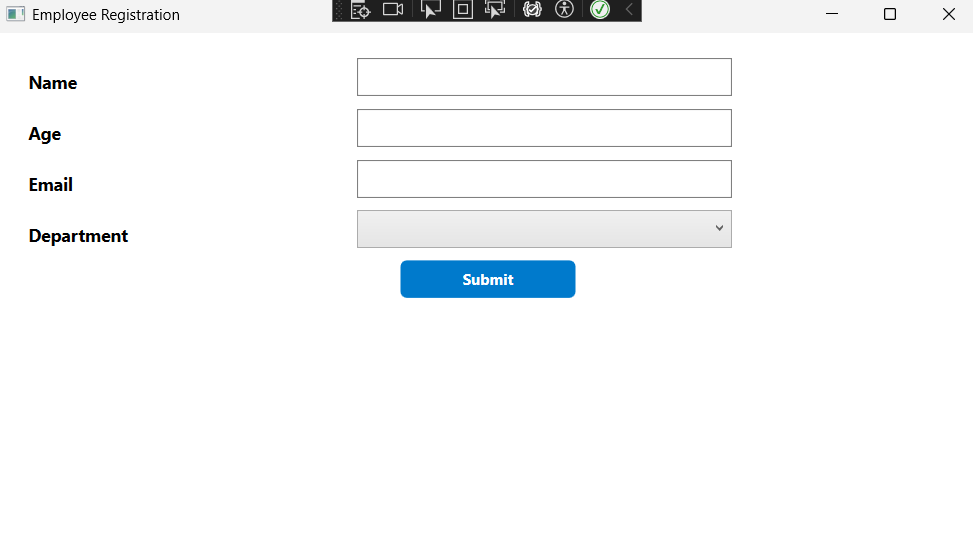 Employee Registration
Name
Age
Email
Department
Submit